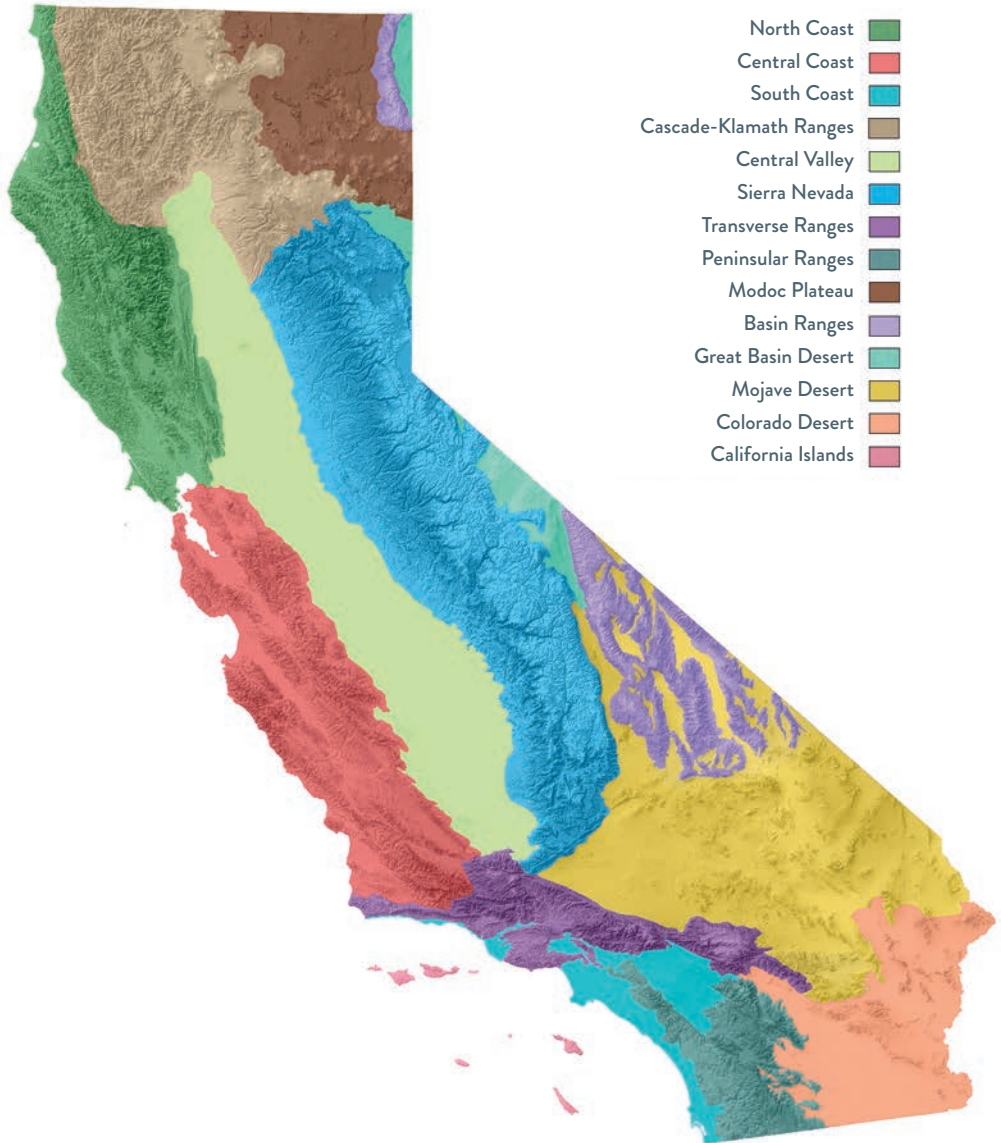 North Coast
Central Coast
South Coast
Cascade-Klamath Ranges
Central Valley
Sierra Nevada
Transverse Ranges
Peninsular Ranges
Modoc Plateau
Basin Ranges
Great Basin Desert
Mojave Desert
Colorado Desert
California Islands